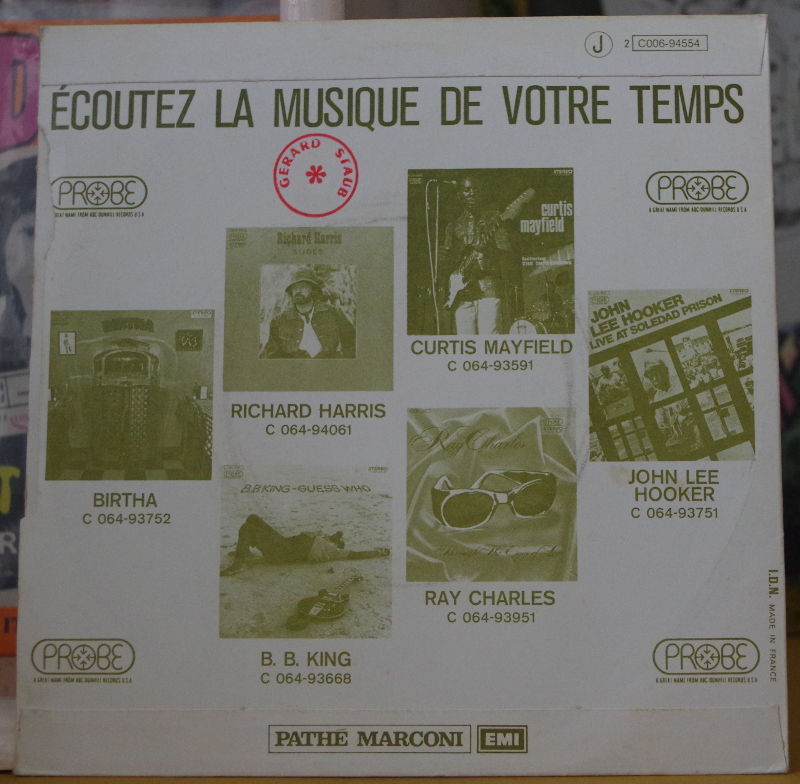 J 2 C006-94554
ÉCOUTEZ LA MUSIQUE DE VOTRE TEMPS
GERARD STAUB
PROBE
GREAT NAME FROM ABC/DUNHILL RECORDS U.S.A
PROBE
A GREAT NAME FROM ABC/DUNHILL RECORDS U.S.A
STEREO
curtis
mayfield
CURTIS MAYFIELD
C 064-93591
Richard Harris
SLIDES
RICHARD HARRIS
C 064-94061
JOHN
LEE HOOKER
LIVE AT SOLEDAD PRISON
JOHN LEE
HOOKER
C 064-93751
BIRTHA
C 064-93752
Ray Charles
RAY CHARLES
C 064-93951
B.B.KING-GUESS WHO
B. B. KING
C 064-93668
PROBE
A GREAT NAME FROM ABC/DUNHILL RECORDS U.S.A
PROBE
A GREAT NAME FROM ABC/DUNHILL RECORDS U.S.A
I.D.N. MADE IN FRANCE
PATHE MARCONI EMI